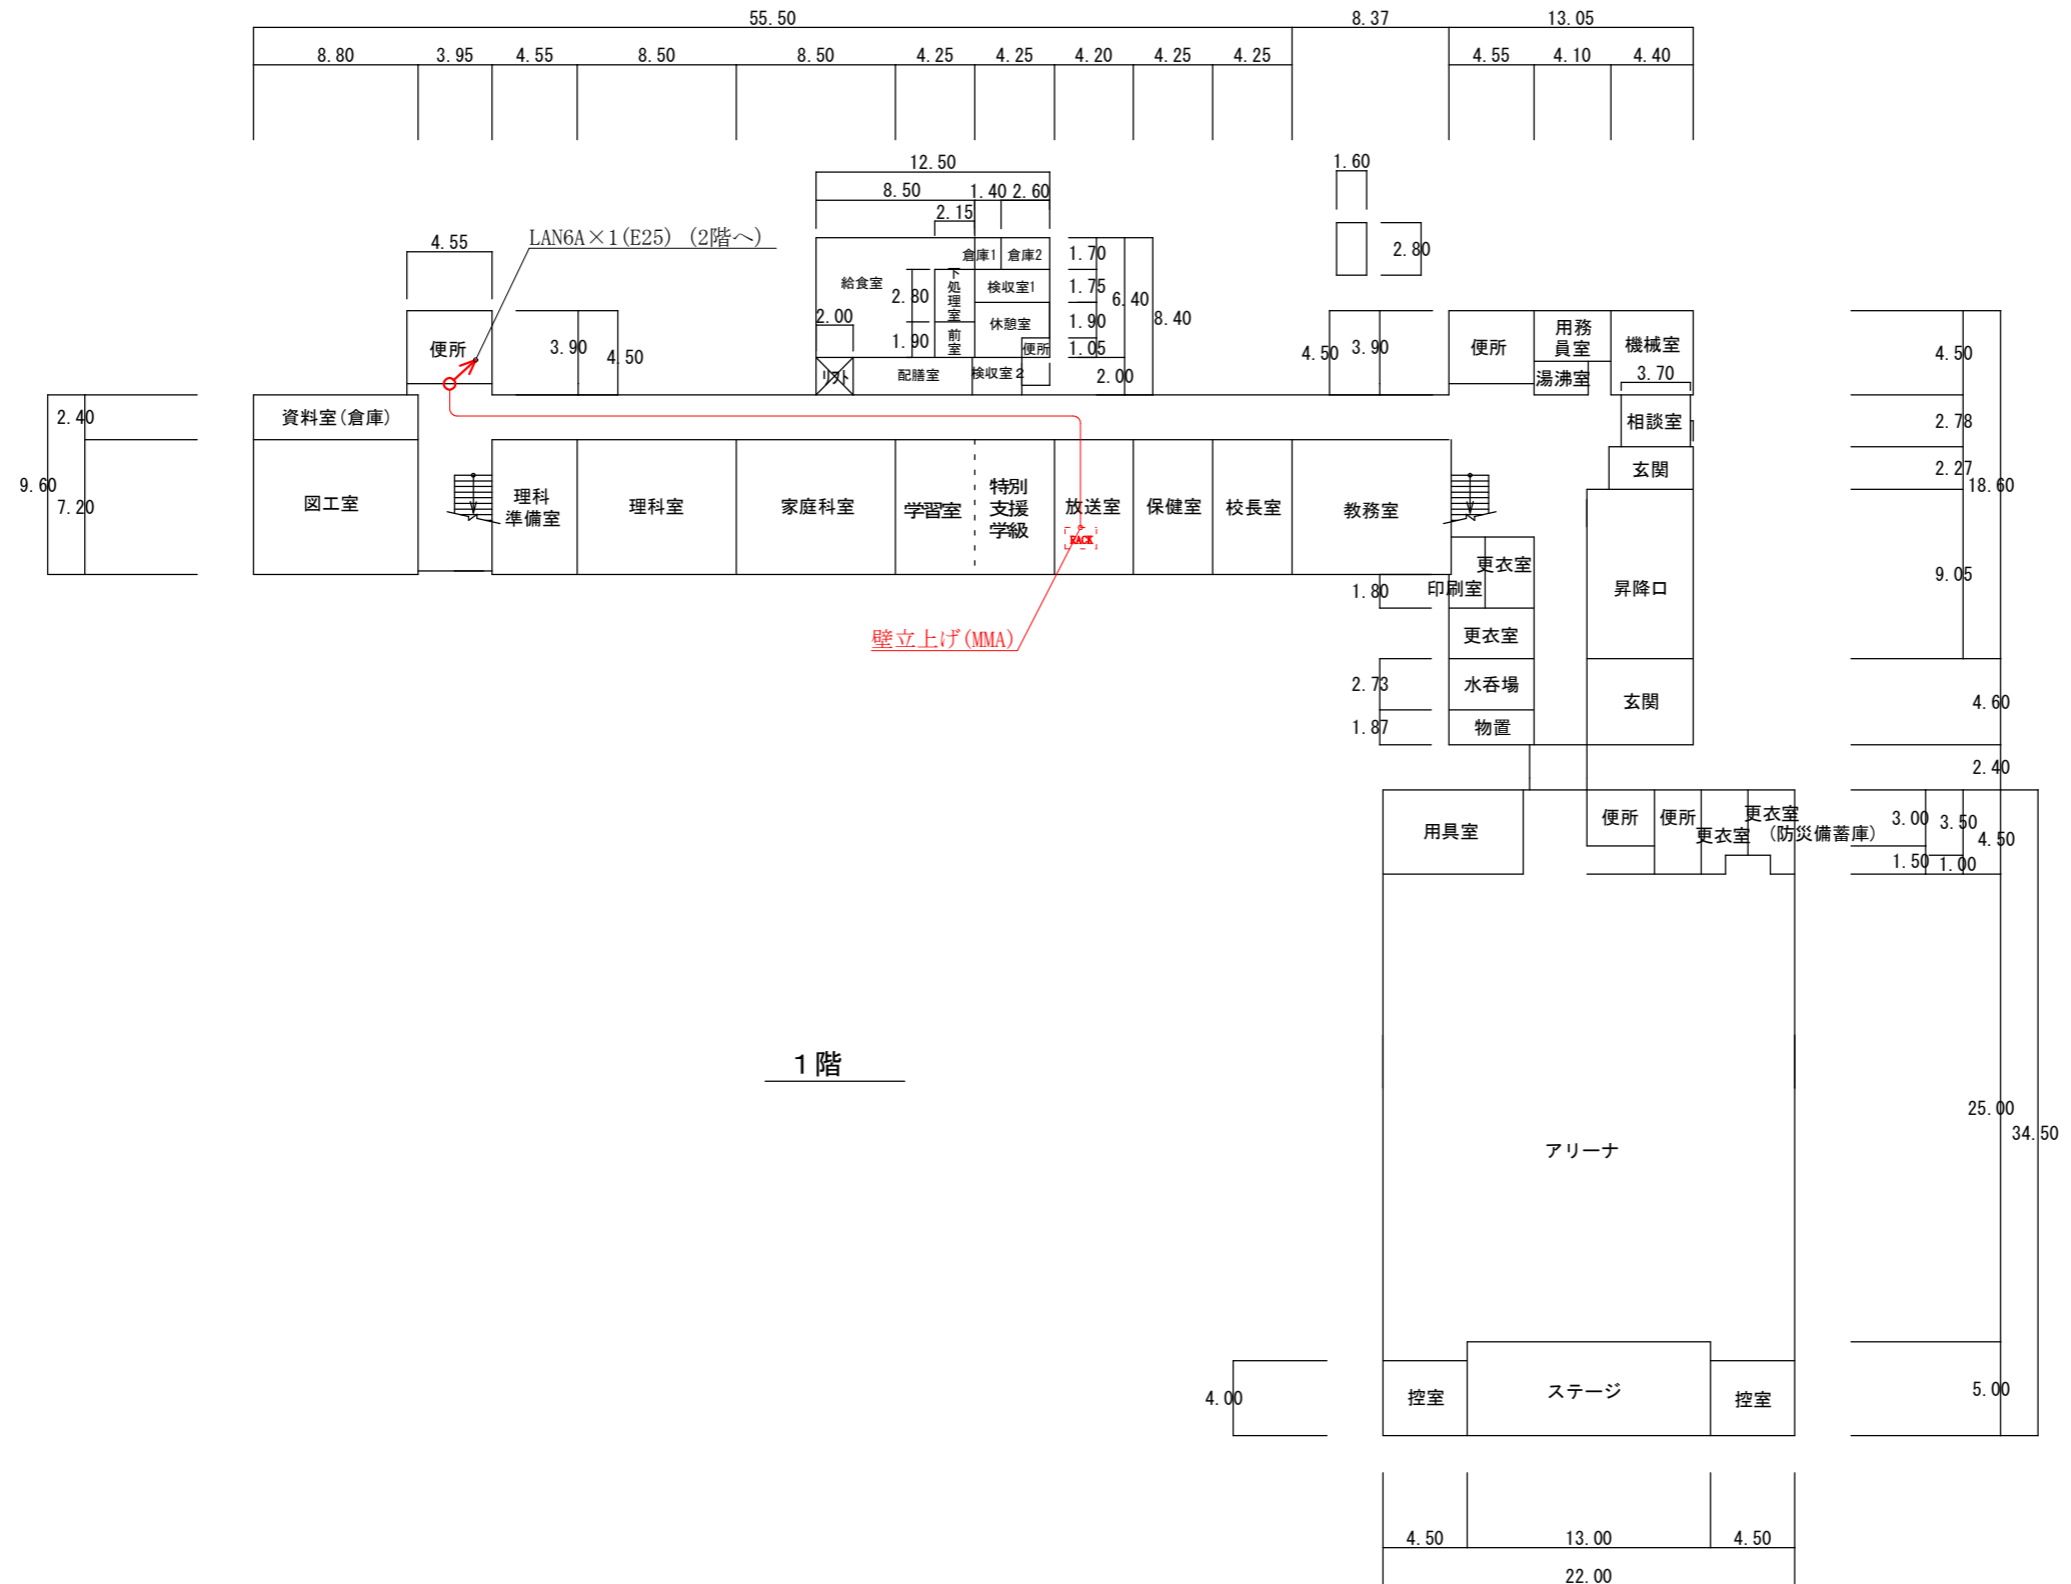 55.50
8.37
13.05
8.80
3.95
4.55
8.50
8.50
4.25
4.25
4.20
4.25
4.25
4.55
4.10
4.40
12.50
1.60
8.50
1.40
2.60
2.15
LAN6A×1(E25) (2階へ)
4.55
倉庫1
倉庫2
1.70
2.80
給食室
2.80
下処理室
検収室1
1.75
6.40
8.40
2.00
休憩室
1.90
1.90
前室
便所
1.05
便所
3.90
4.50
4.50
3.90
便所
用務
員室
機械室
4.50
リフト
配膳室
検収室2
2.00
湯沸室
3.70
2.40
資料室(倉庫)
相談室
2.78
玄関
2.27
9.60
7.20
18.60
図工室
理科
準備室
理科室
家庭科室
学習室
特別
支援
学級
放送室
RACK
保健室
校長室
教務室
更衣室
印刷室
1.80
昇降口
9.05
壁立上げ(MMA)
更衣室
2.73
水呑場
玄関
4.60
1.87
物置
2.40
用具室
便所
便所
更衣室
更衣室
(防災備蓄庫)
3.00
3.50
4.50
1.50
1.00
1階
25.00
34.50
アリーナ
4.00
控室
ステージ
控室
5.00
4.50
13.00
4.50
22.00